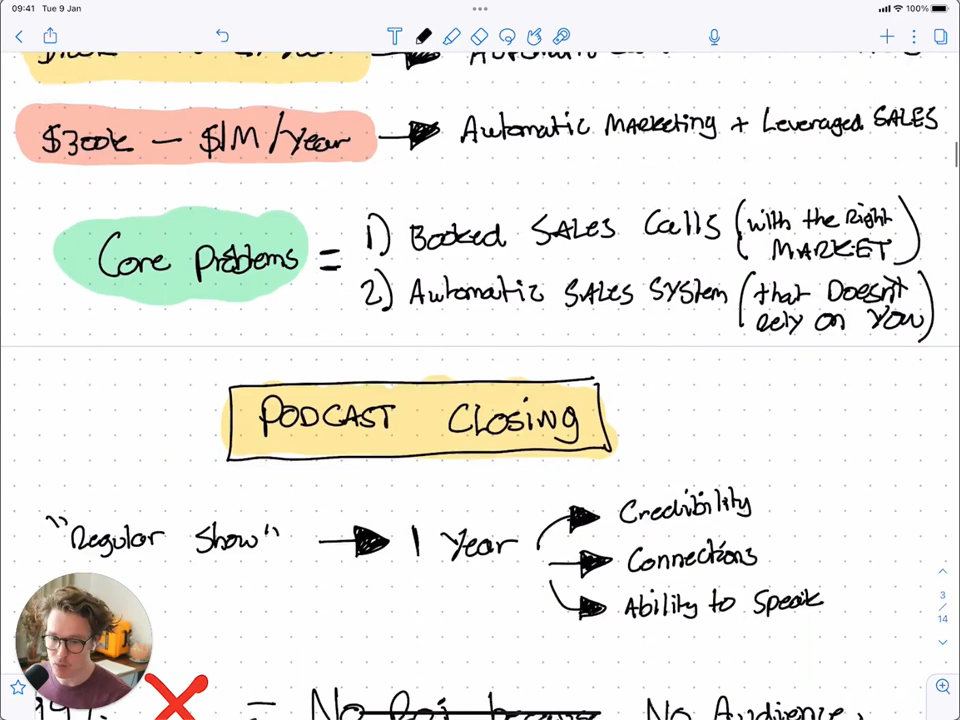 09:41 Tue 9 Jan
100%
$300k — $1M/Year → Automatic Marketing + Leveraged SALES
Core Problems = 1) Booked Sales Calls (with the Right MARKET)
2) Automatic Sales System (that Doesn't rely on You)
PODCAST Closing
"Regular Show" → 1 Year → Credibility
→ Connections
→ Ability to Speak
3 / 14
No Audience